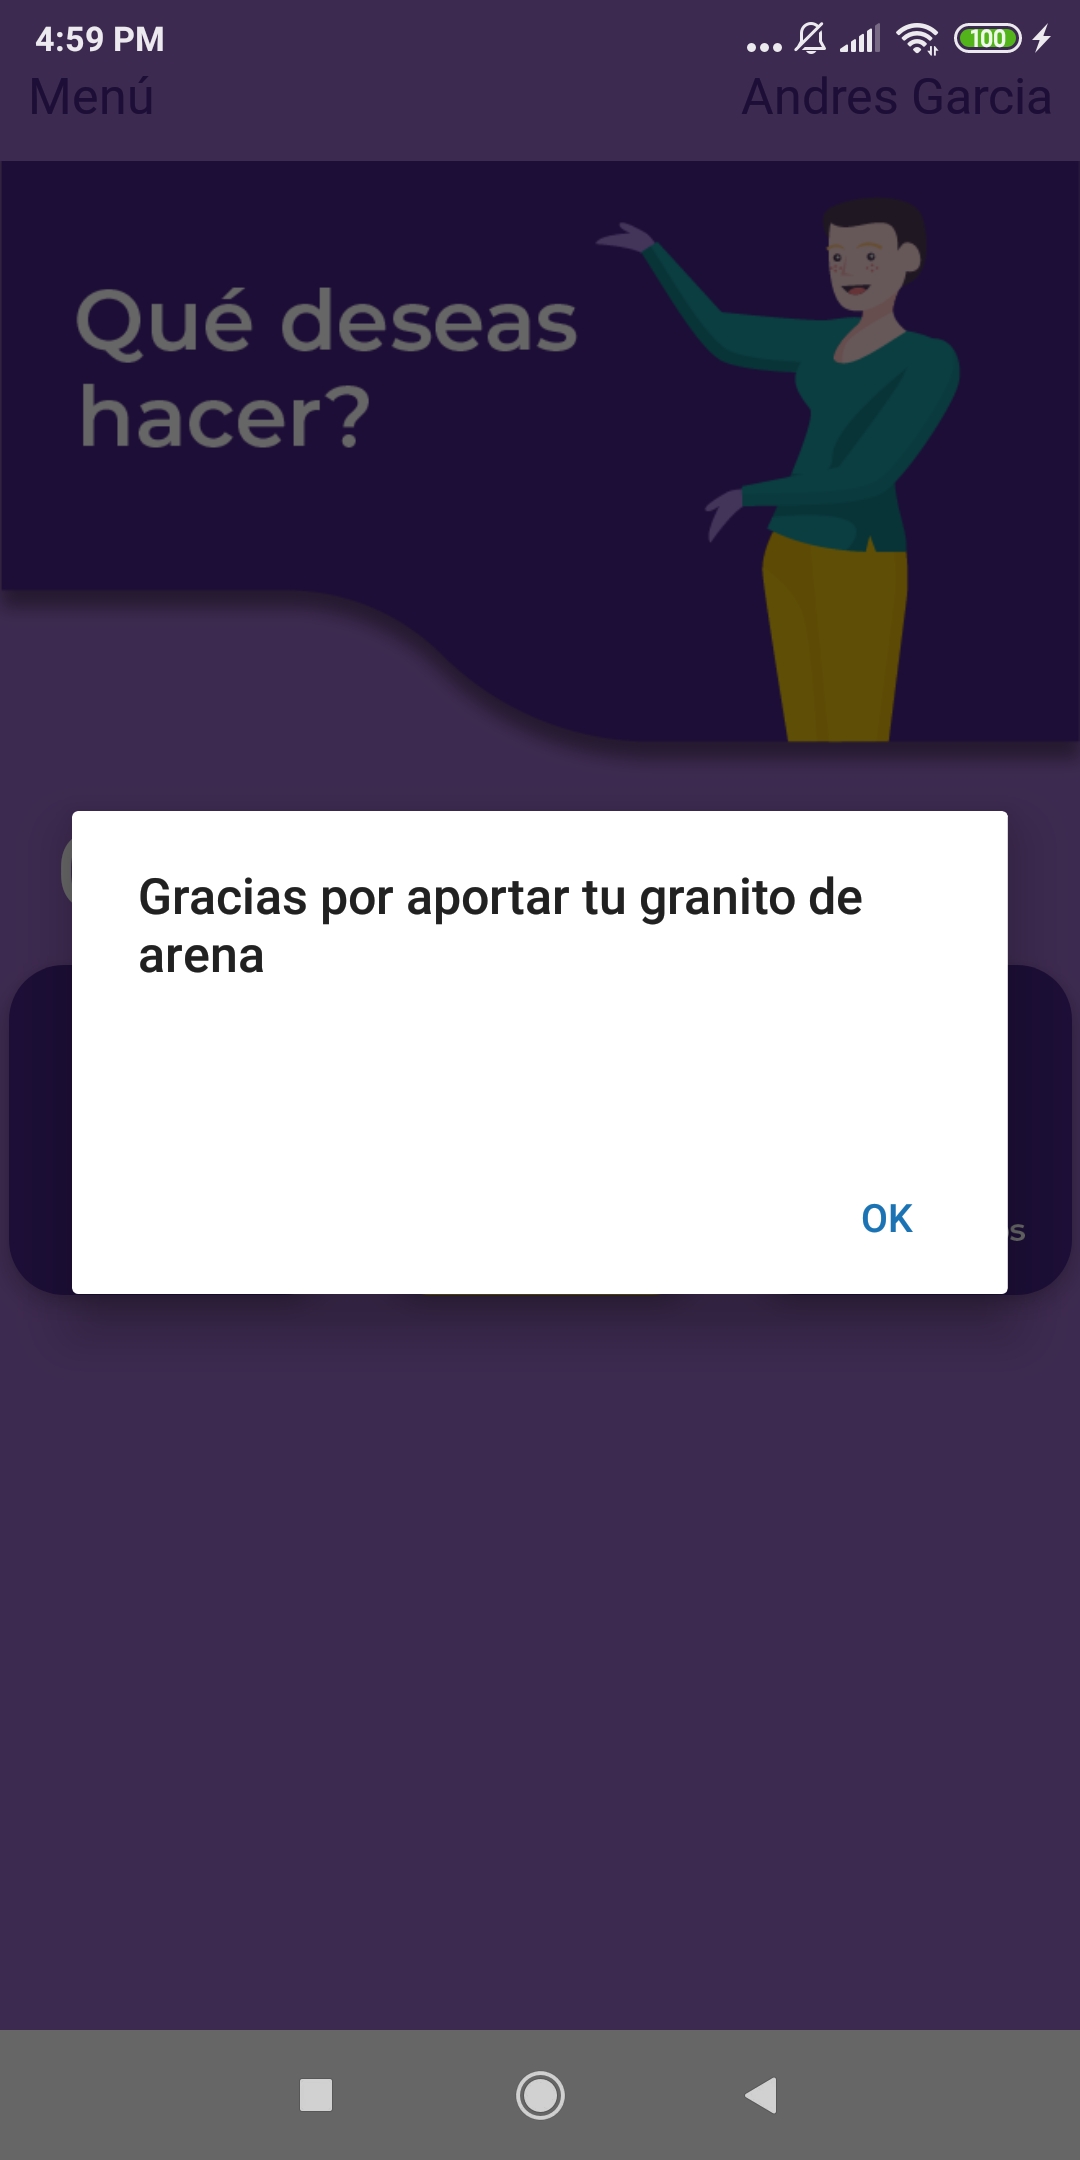 4:59 PM
100
Menú
Andres Garcia
Qué deseas
hacer?
Gracias por aportar tu granito de
arena
OK